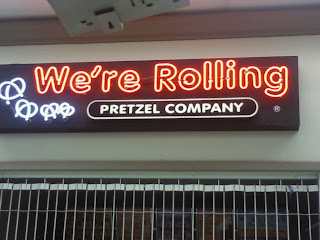 We're Rolling
PRETZEL COMPANY ®